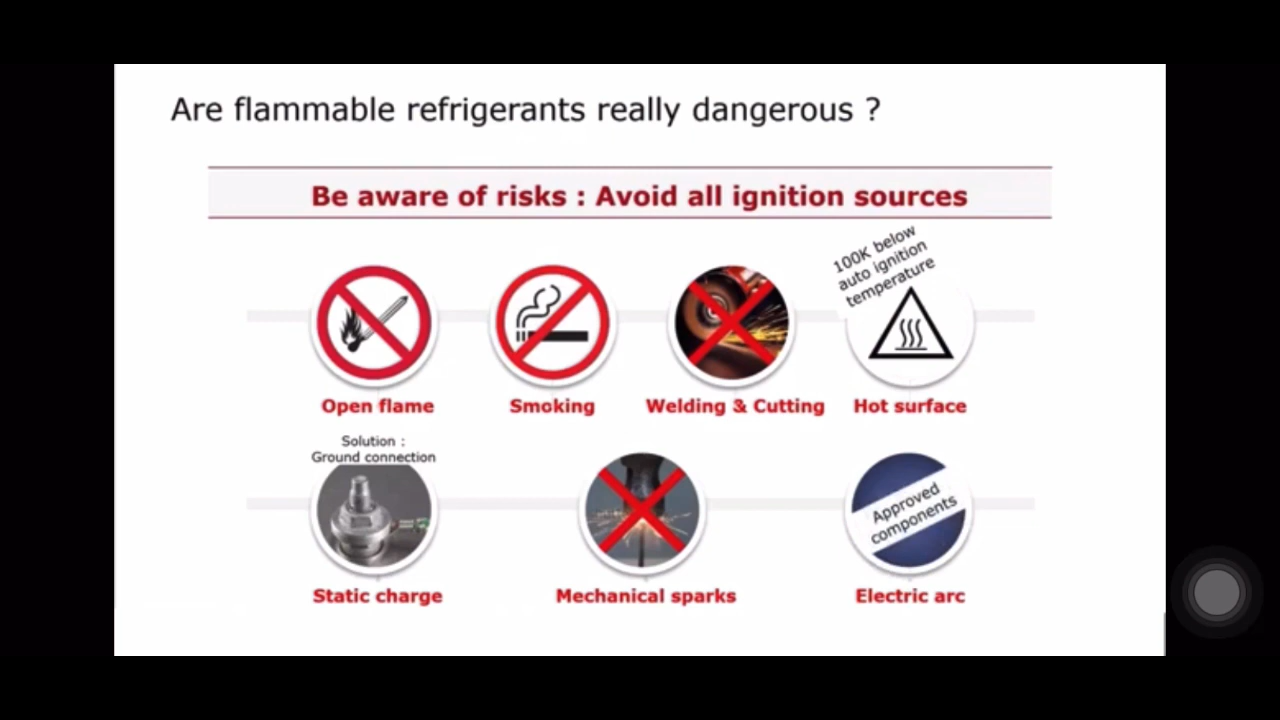 Are flammable refrigerants really dangerous ?
Be aware of risks : Avoid all ignition sources
100K below
auto ignition
temperature
Open flame
Smoking
Welding & Cutting
Hot surface
Solution :
Ground connection
Approved
components
Static charge
Mechanical sparks
Electric arc